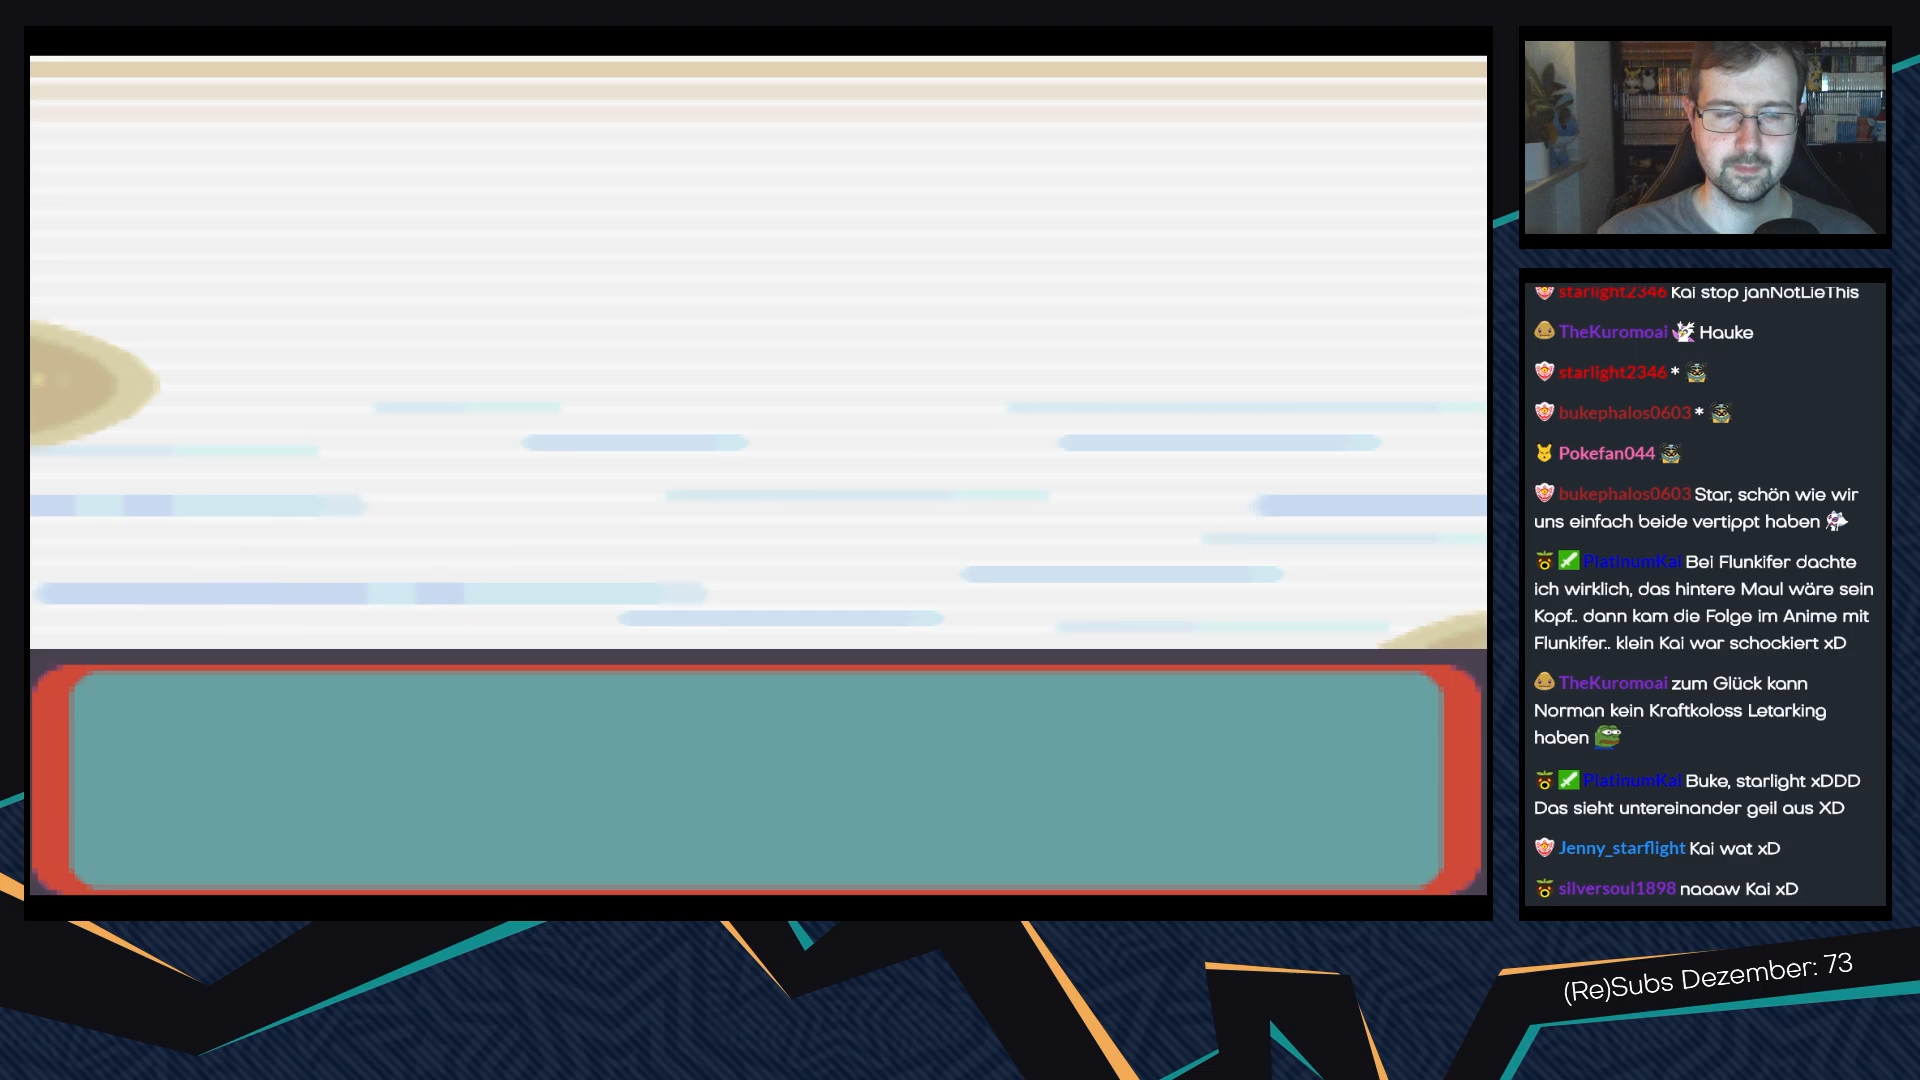 starlight2346 Kai stop janNotLieThis
TheKuromoai Hauke
starlight2346 *
bukephalos0603 *
Pokefan044
bukephalos0603 Star, schön wie wir
uns einfach beide vertippt haben
PlatinumKai Bei Flunkifer dachte
ich wirklich, das hintere Maul wäre sein
Kopf.. dann kam die Folge im Anime mit
Flunkifer.. klein Kai war schockiert xD
TheKuromoai zum Glück kann
Norman kein Kraftkoloss Letarking
haben
PlatinumKai Buke, starlight xDDD
Das sieht untereinander geil aus XD
Jenny_starflight Kai wat xD
silversoul1898 naaaw Kai xD
(Re)Subs Dezember: 73